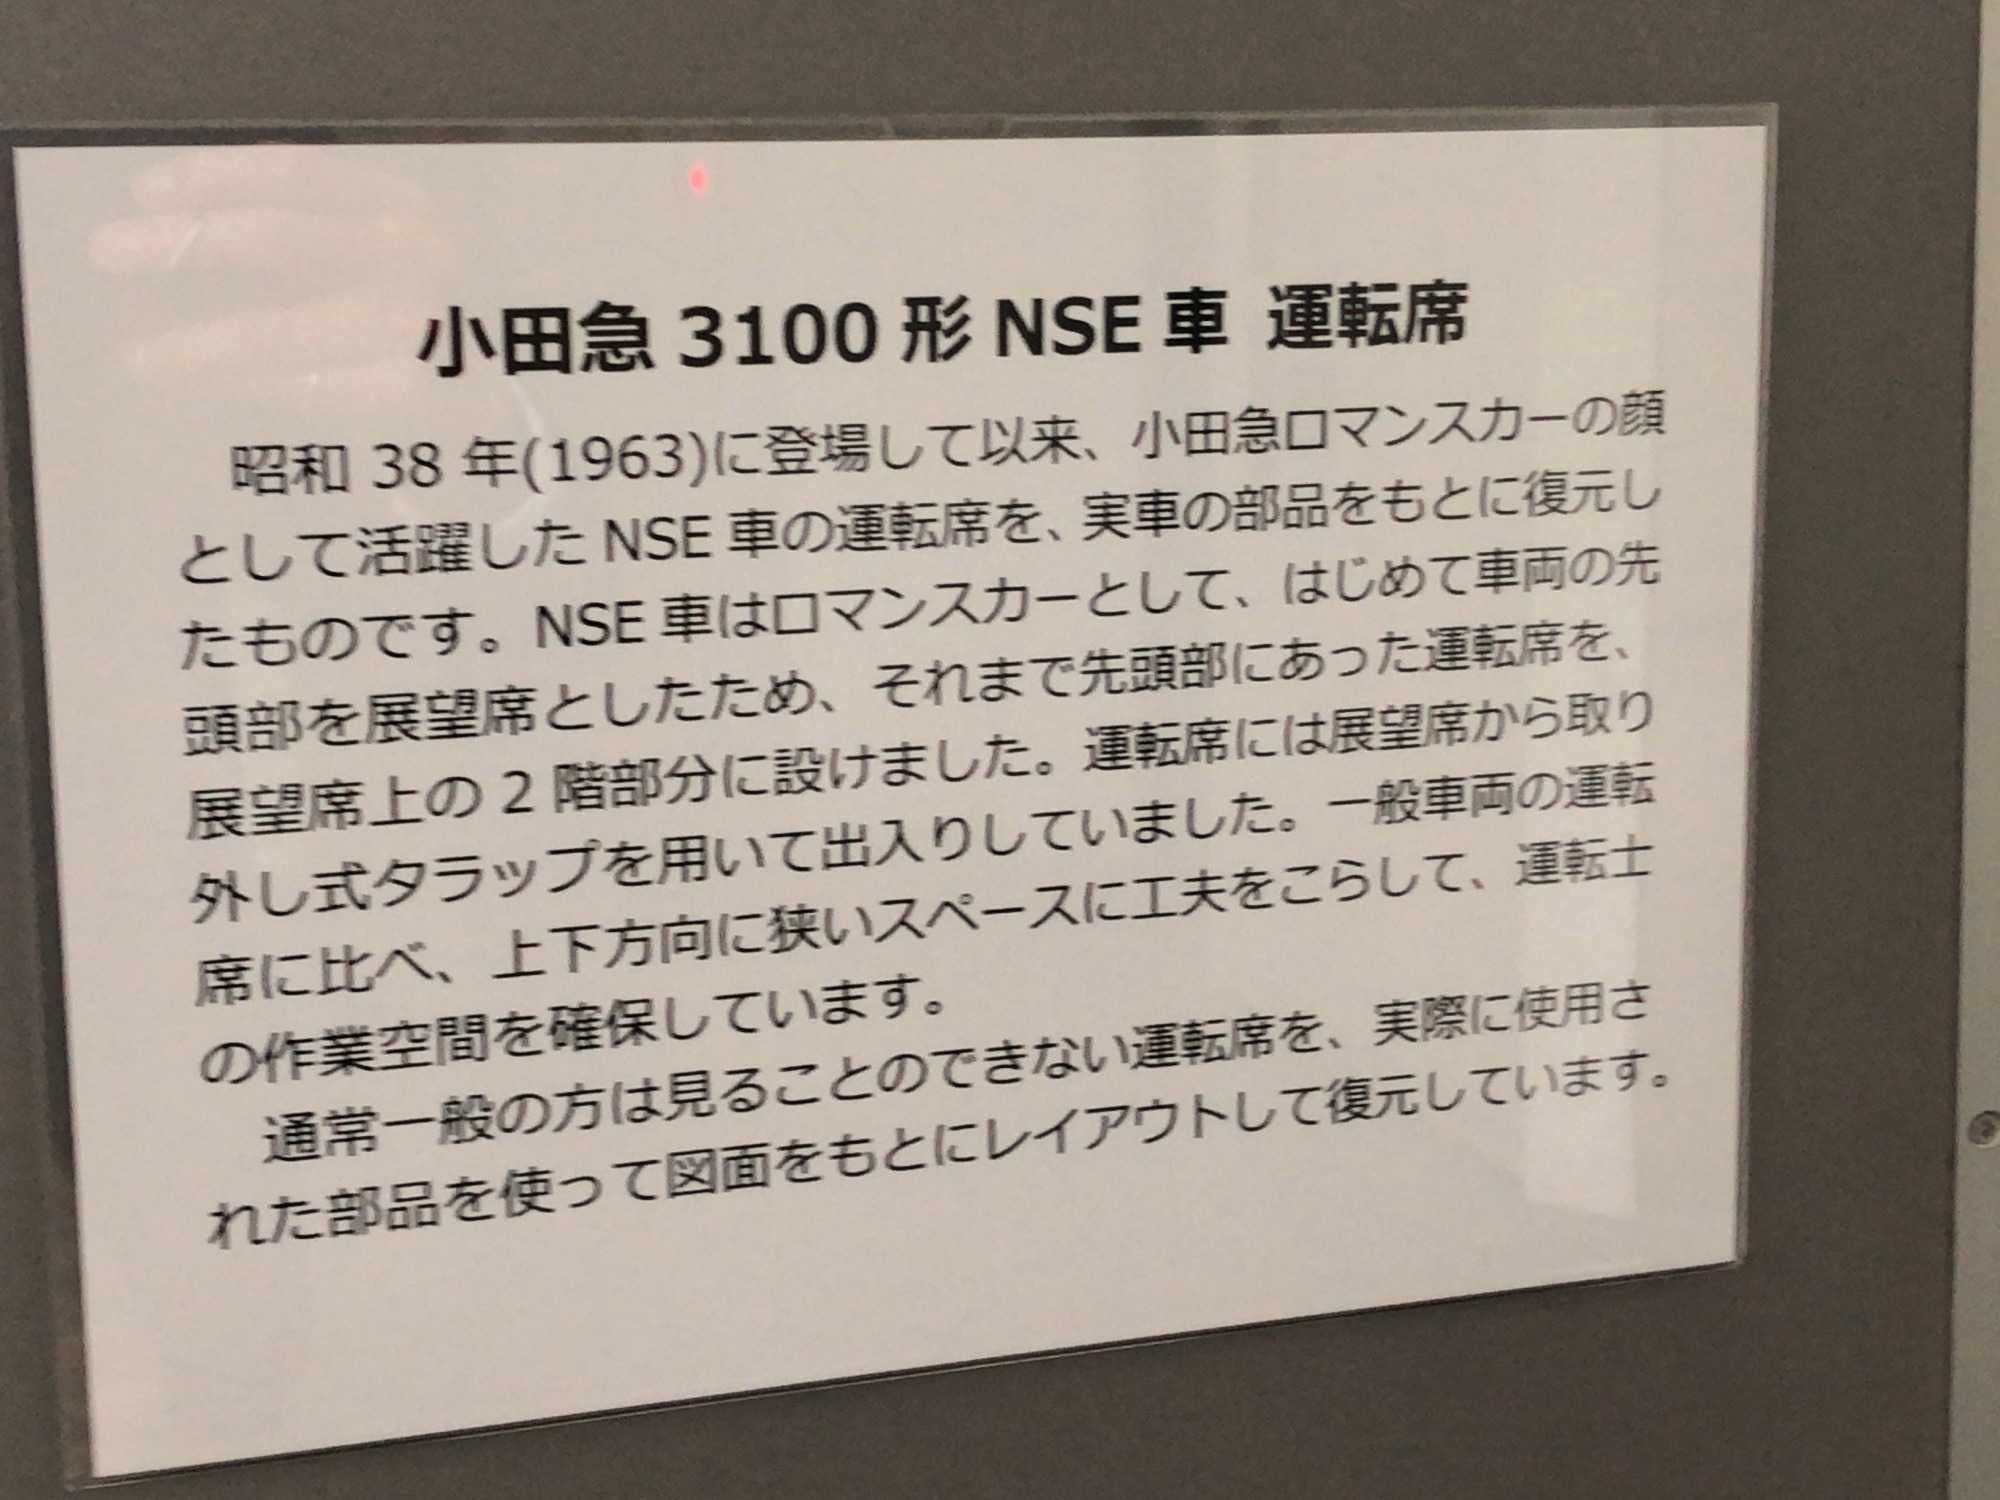 小田急 3100 形 NSE 車 運転席
昭和 38 年(1963)に登場して以来、小田急ロマンスカーの顔
として活躍した NSE 車の運転席を、実車の部品をもとに復元し
たものです。NSE 車はロマンスカーとして、はじめて車両の先
頭部を展望席としたため、それまで先頭部にあった運転席を、
展望席上の 2 階部分に設けました。運転席には展望席から取り
外し式タラップを用いて出入りしていました。一般車両の運転
席に比べ、上下方向に狭いスペースに工夫をこらして、運転士
の作業空間を確保しています。
通常一般の方は見ることのできない運転席を、実際に使用さ
れた部品を使って図面をもとにレイアウトして復元しています。